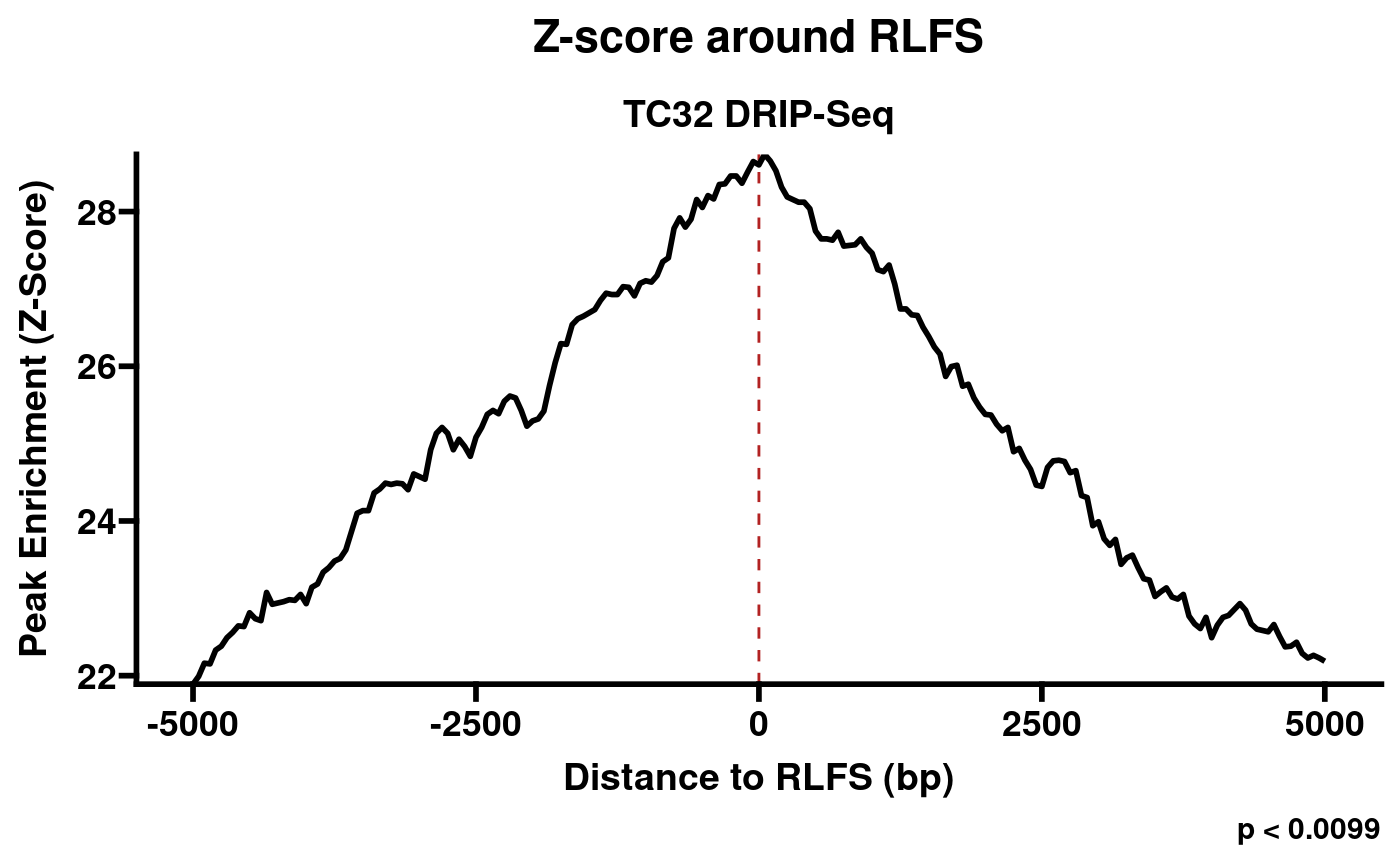 Z-score around RLFS
TC32 DRIP-Seq
Peak Enrichment (Z-Score)
28
26
24
22
-5000
-2500
0
2500
5000
Distance to RLFS (bp)
p < 0.0099